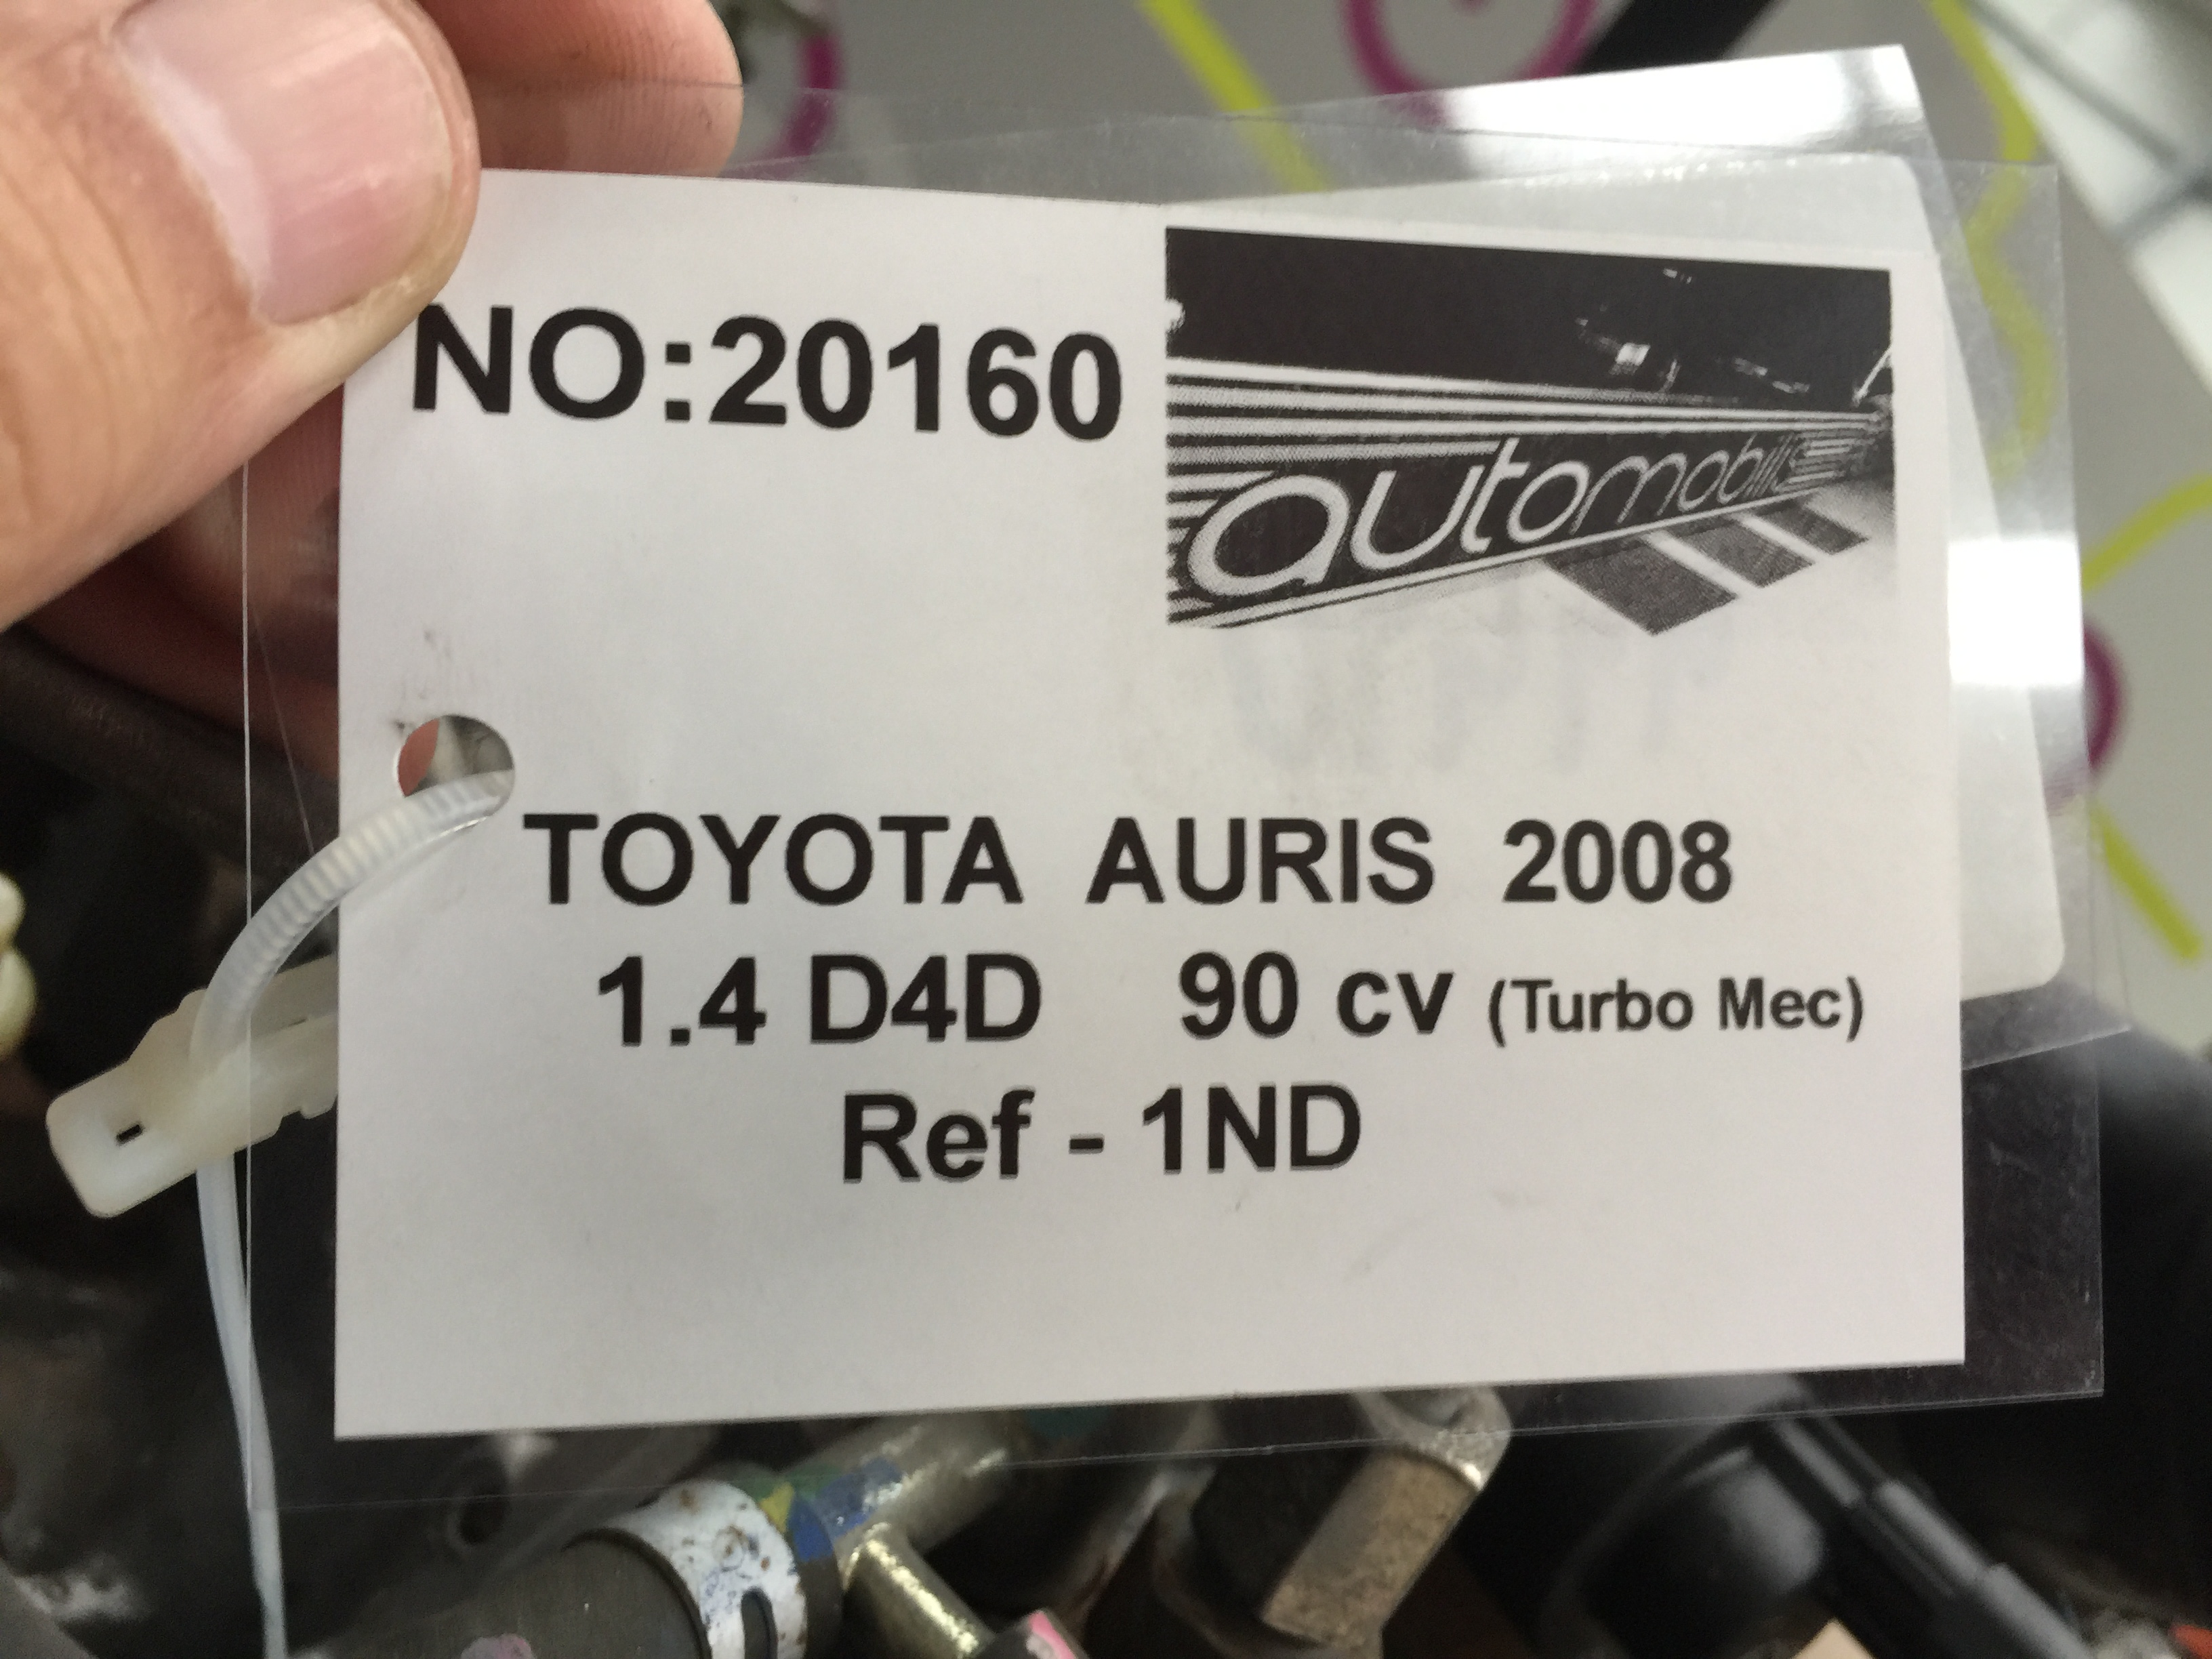 NO:20160
automobilis
TOYOTA AURIS 2008
1.4 D4D 90 cv (Turbo Mec)
Ref - 1ND